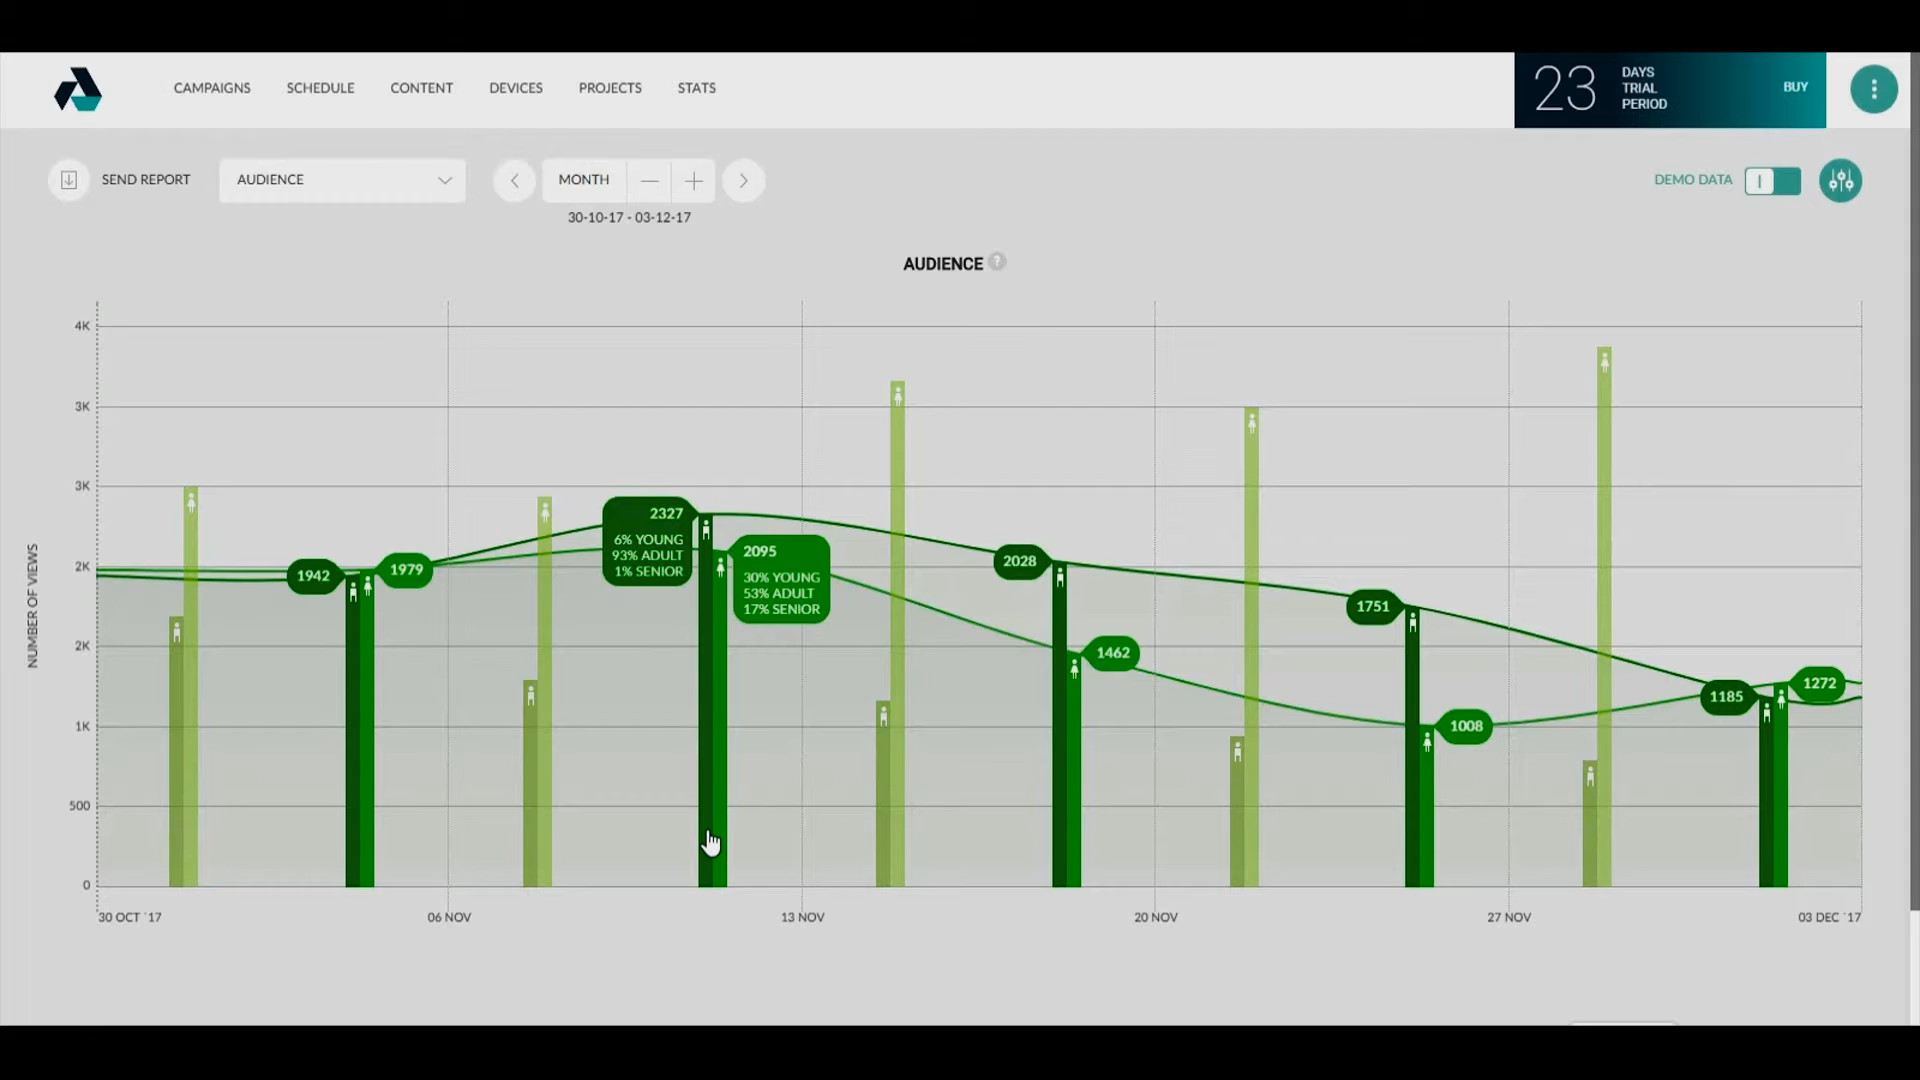 CAMPAIGNS SCHEDULE CONTENT DEVICES PROJECTS STATS
23 DAYS TRIAL PERIOD BUY
SEND REPORT
AUDIENCE
MONTH
30-10-17 - 03-12-17
DEMO DATA
AUDIENCE ?
NUMBER OF VIEWS
4K
3K
3K
2K
2K
1K
500
0
1942
1979
2327
6% YOUNG
93% ADULT
1% SENIOR
2095
30% YOUNG
53% ADULT
17% SENIOR
2028
1462
1751
1008
1185
1272
30 OCT '17
06 NOV
13 NOV
20 NOV
27 NOV
03 DEC '17